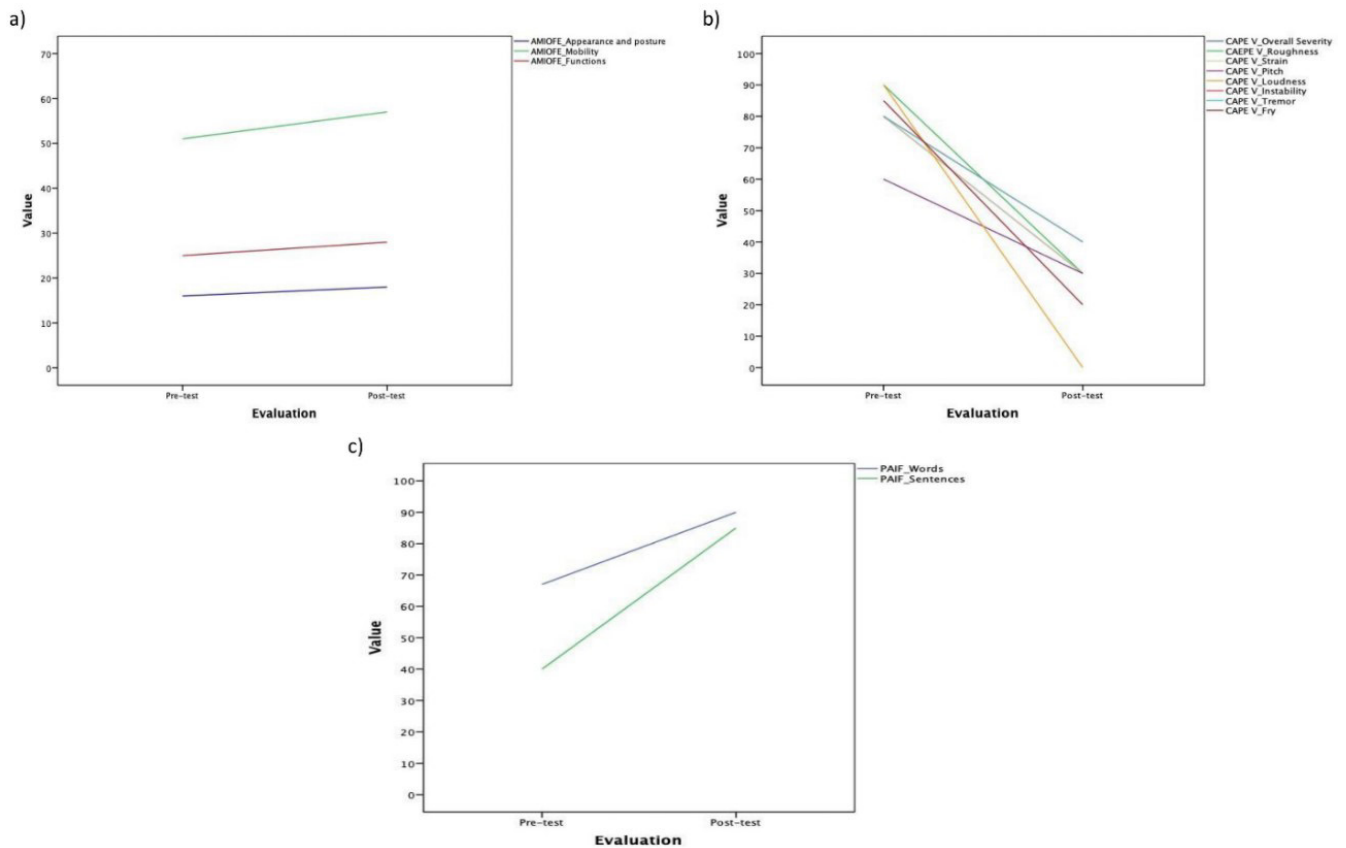 a)
AMIOFE_Appearance and posture
AMIOFE_Mobility
AMIOFE_Functions
70
60
50
40
30
20
10
0
Value
Pre-test
Post-test
Evaluation
b)
CAPE V_Overall Severity
CAEPE V_Roughness
CAPE V_Strain
CAPE V_Pitch
CAPE V_Loudness
CAPE V_Instability
CAPE V_Tremor
CAPE V_Fry
100
90
80
70
60
50
40
30
20
10
0
Value
Pre-test
Post-test
Evaluation
c)
PAIF_Words
PAIF_Sentences
100
90
80
70
60
50
40
30
20
10
0
Value
Pre-test
Post-test
Evaluation